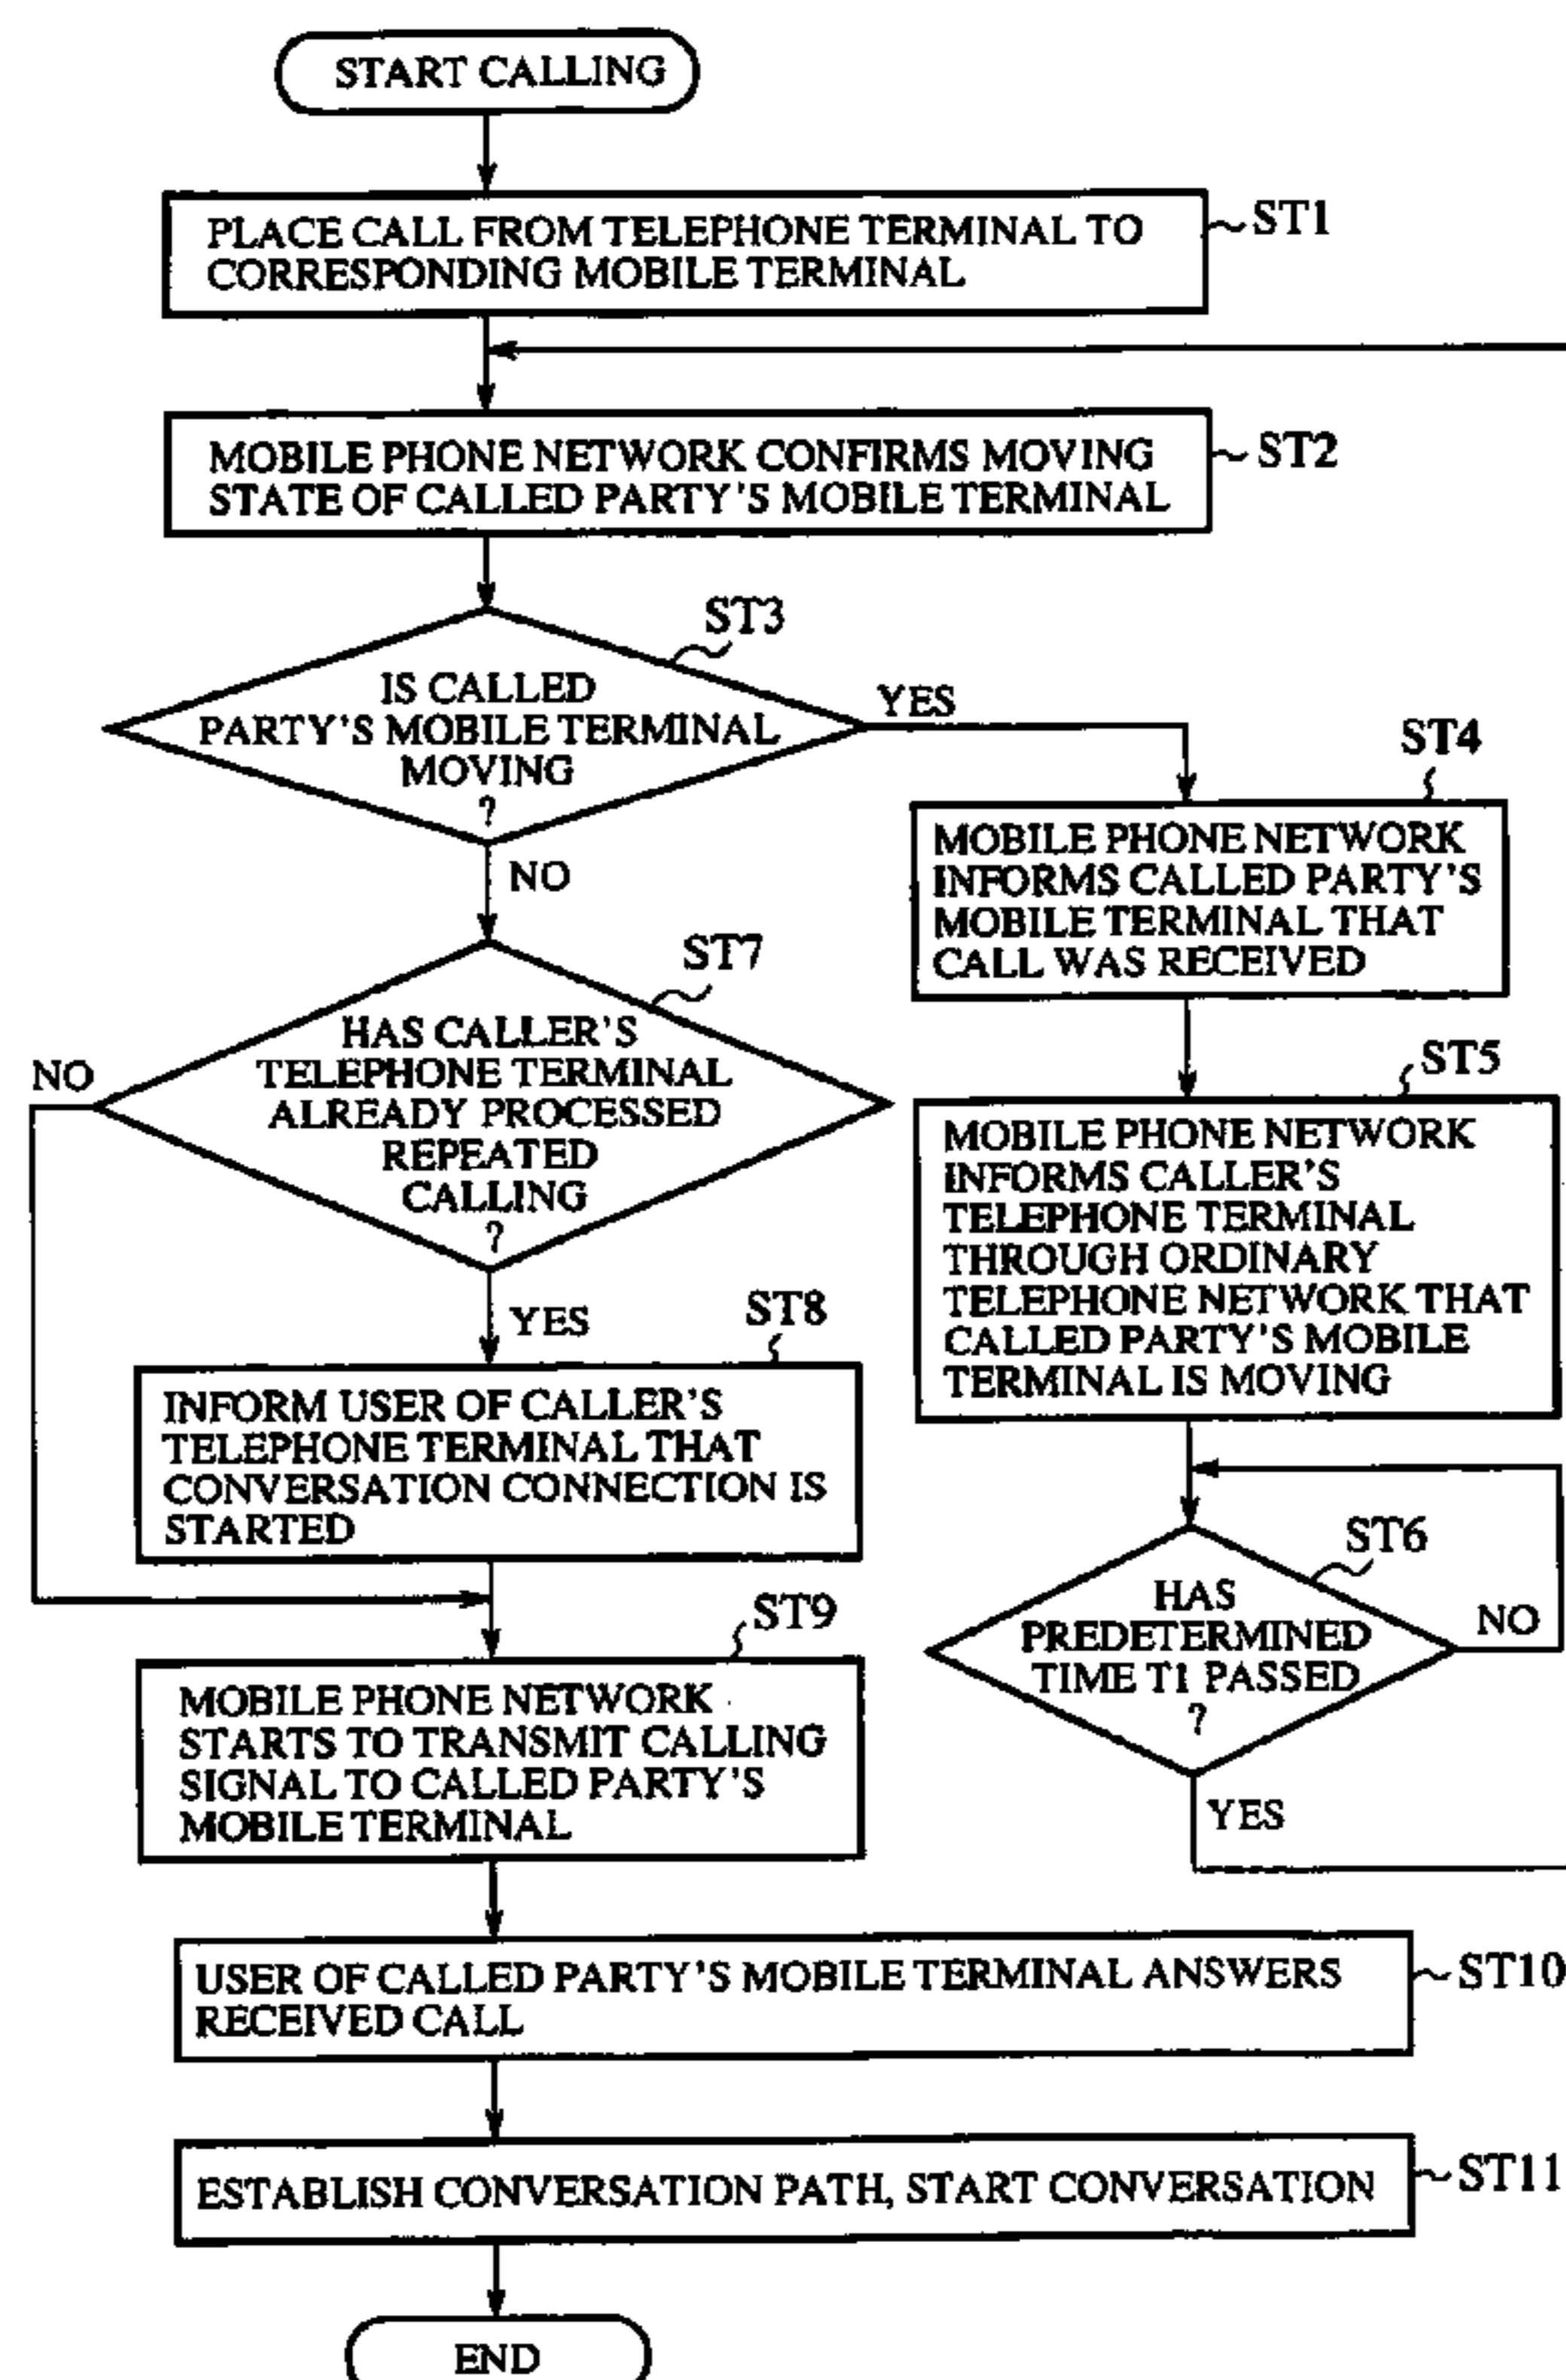 START CALLING
PLACE CALL FROM TELEPHONE TERMINAL TO
CORRESPONDING MOBILE TERMINAL
ST1
MOBILE PHONE NETWORK CONFIRMS MOVING
STATE OF CALLED PARTY'S MOBILE TERMINAL
ST2
ST3
IS CALLED
PARTY'S MOBILE TERMINAL
MOVING
?
YES
NO
ST4
MOBILE PHONE NETWORK
INFORMS CALLED PARTY'S
MOBILE TERMINAL THAT
CALL WAS RECEIVED
ST5
MOBILE PHONE NETWORK
INFORMS CALLER'S
TELEPHONE TERMINAL
THROUGH ORDINARY
TELEPHONE NETWORK THAT
CALLED PARTY'S MOBILE
TERMINAL IS MOVING
ST6
HAS
PREDETERMINED
TIME T1 PASSED
?
NO
YES
ST7
HAS CALLER'S
TELEPHONE TERMINAL
ALREADY PROCESSED
REPEATED
CALLING
?
NO
YES
ST8
INFORM USER OF CALLER'S
TELEPHONE TERMINAL THAT
CONVERSATION CONNECTION IS
STARTED
ST9
MOBILE PHONE NETWORK
STARTS TO TRANSMIT CALLING
SIGNAL TO CALLED PARTY'S
MOBILE TERMINAL
USER OF CALLED PARTY'S MOBILE TERMINAL ANSWERS
RECEIVED CALL
ST10
ESTABLISH CONVERSATION PATH, START CONVERSATION
ST11
END